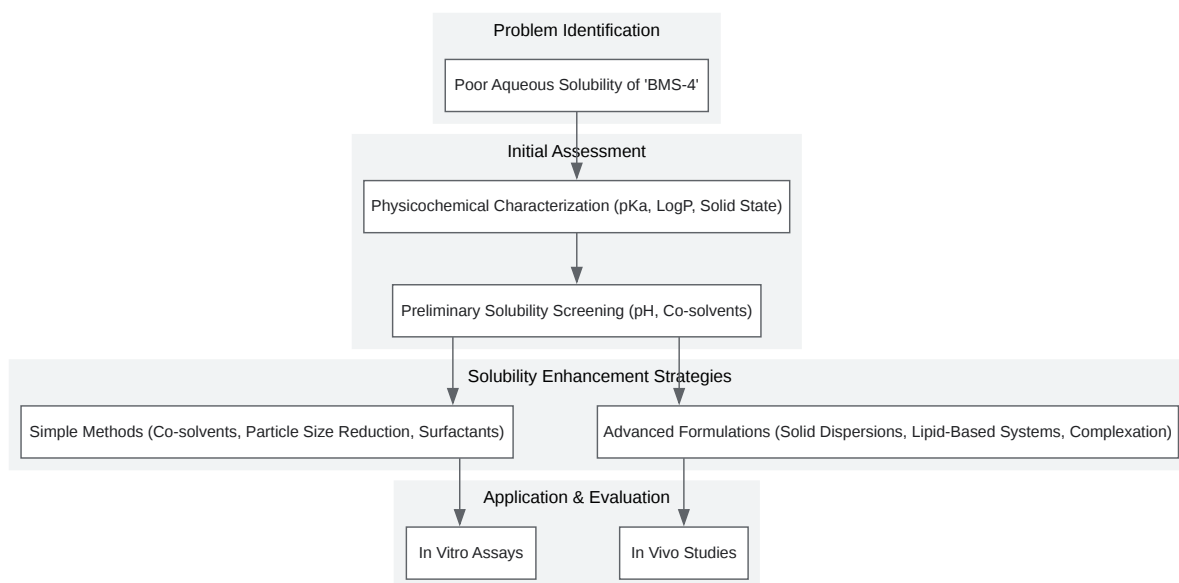 Problem Identification
Poor Aqueous Solubility of 'BMS-4'
Initial Assessment
Physicochemical Characterization (pKa, LogP, Solid State)
Preliminary Solubility Screening (pH, Co-solvents)
Solubility Enhancement Strategies
Simple Methods (Co-solvents, Particle Size Reduction, Surfactants)
Advanced Formulations (Solid Dispersions, Lipid-Based Systems, Complexation)
Application & Evaluation
In Vitro Assays
In Vivo Studies